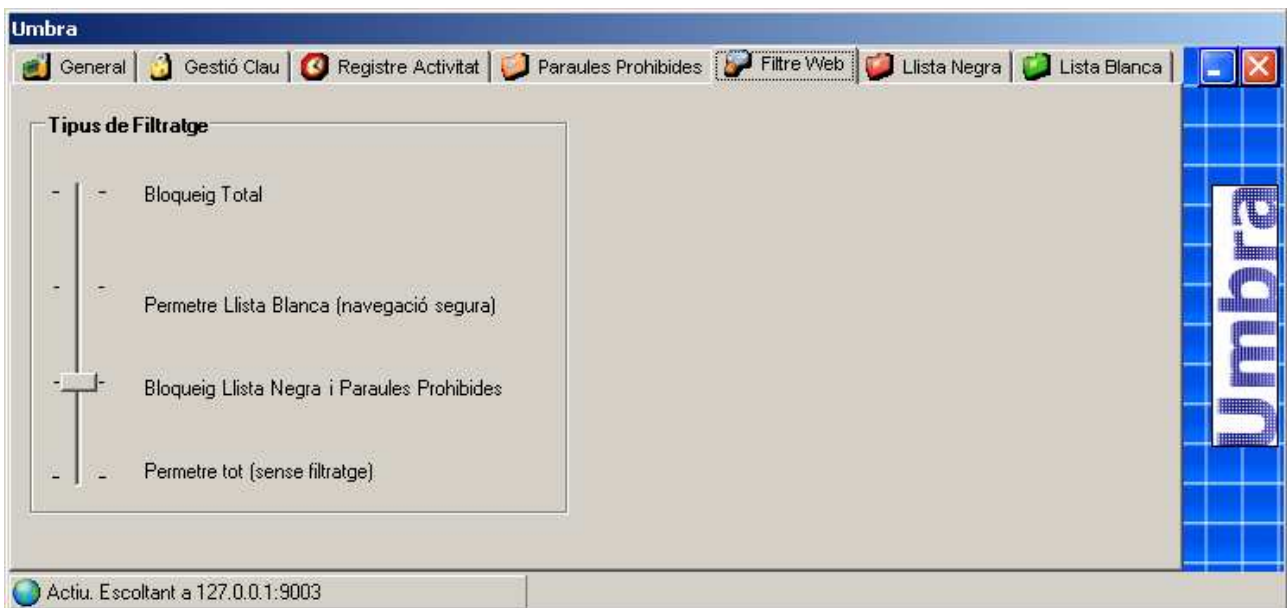 Umbra
General Gestió Clau Registre Activitat Paraules Prohibides Filtre Web Llista Negra Lista Blanca
Tipus de Filtratge
Bloqueig Total
Permetre Llista Blanca (navegació segura)
Bloqueig Llista Negra i Paraules Prohibides
Permetre tot (sense filtratge)
Umbra
Actiu. Escoltant a 127.0.0.1:9003